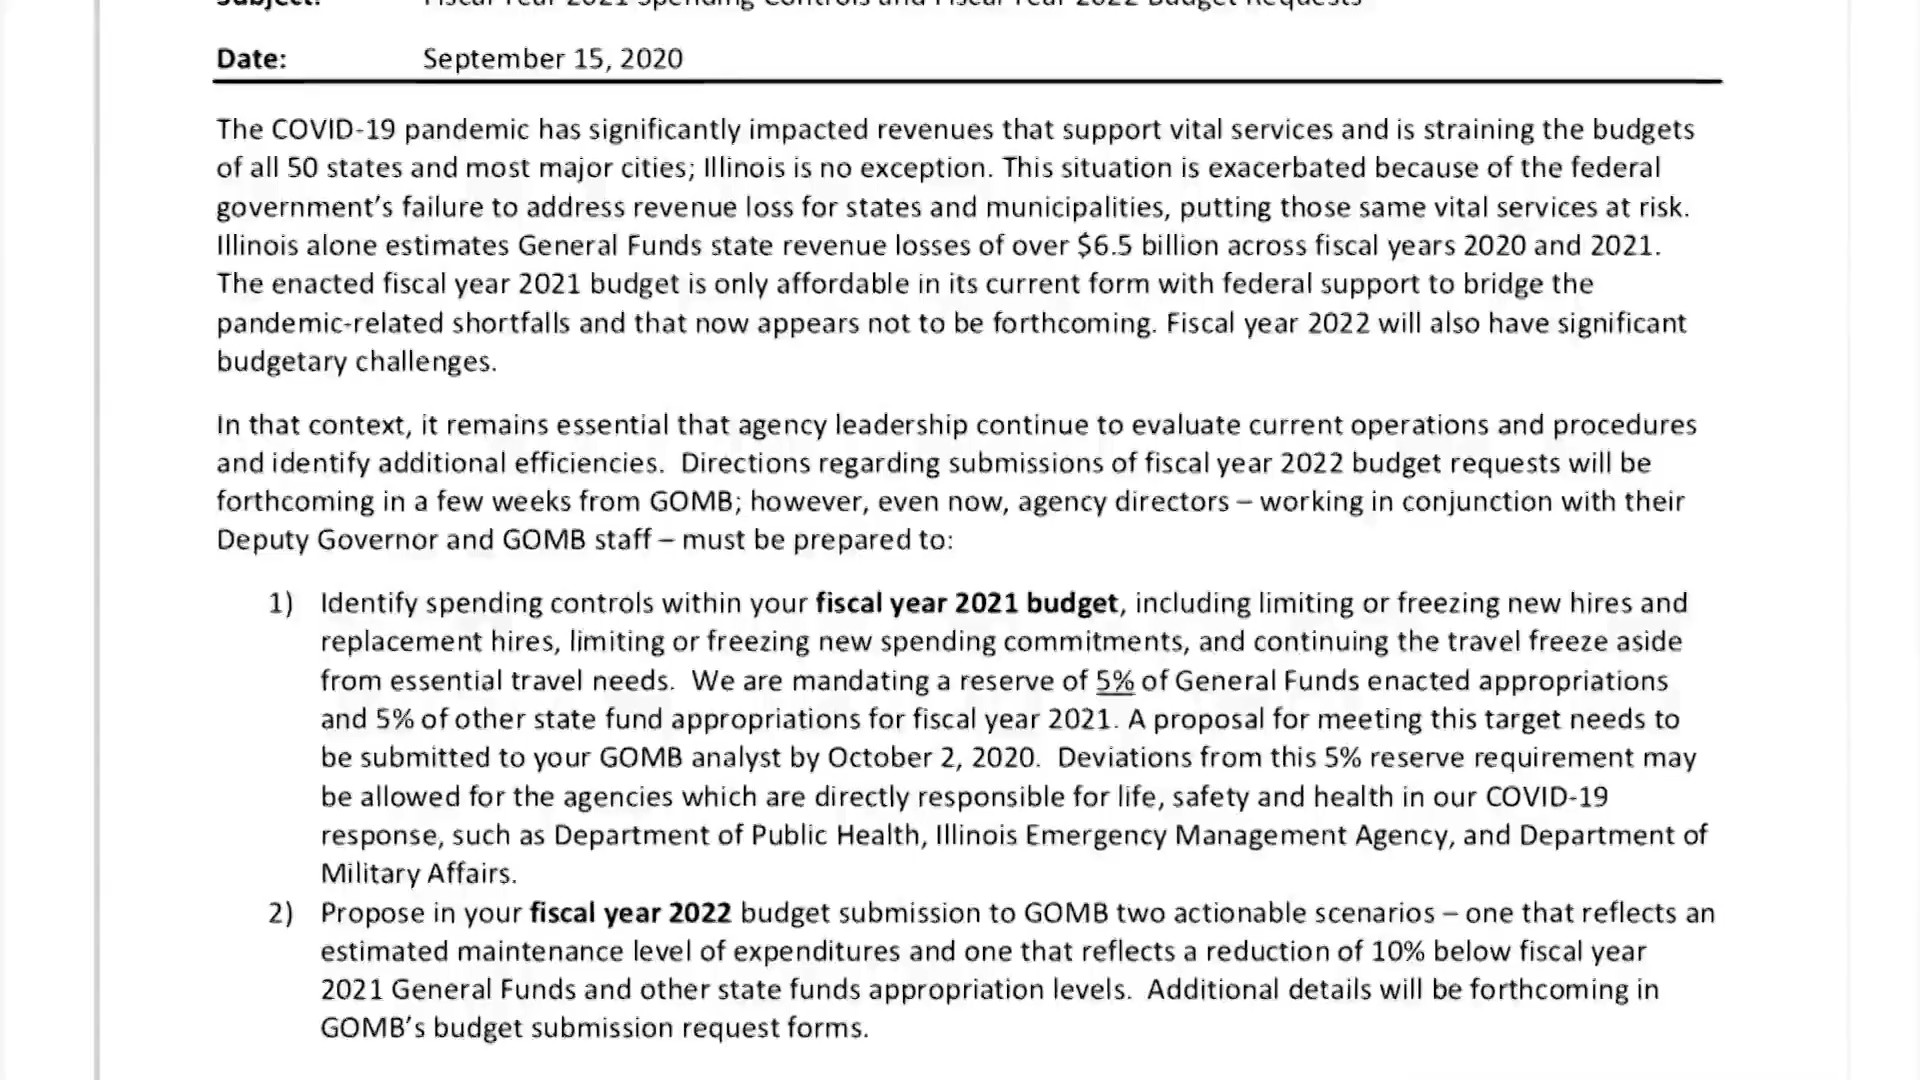 Subject: Fiscal Year 2021 Spending Controls and Fiscal Year 2022 Budget Requests
Date: September 15, 2020
The COVID-19 pandemic has significantly impacted revenues that support vital services and is straining the budgets
of all 50 states and most major cities; Illinois is no exception. This situation is exacerbated because of the federal
government's failure to address revenue loss for states and municipalities, putting those same vital services at risk.
Illinois alone estimates General Funds state revenue losses of over $6.5 billion across fiscal years 2020 and 2021.
The enacted fiscal year 2021 budget is only affordable in its current form with federal support to bridge the
pandemic-related shortfalls and that now appears not to be forthcoming. Fiscal year 2022 will also have significant
budgetary challenges.
In that context, it remains essential that agency leadership continue to evaluate current operations and procedures
and identify additional efficiencies. Directions regarding submissions of fiscal year 2022 budget requests will be
forthcoming in a few weeks from GOMB; however, even now, agency directors – working in conjunction with their
Deputy Governor and GOMB staff – must be prepared to:
1) Identify spending controls within your fiscal year 2021 budget, including limiting or freezing new hires and
replacement hires, limiting or freezing new spending commitments, and continuing the travel freeze aside
from essential travel needs. We are mandating a reserve of 5% of General Funds enacted appropriations
and 5% of other state fund appropriations for fiscal year 2021. A proposal for meeting this target needs to
be submitted to your GOMB analyst by October 2, 2020. Deviations from this 5% reserve requirement may
be allowed for the agencies which are directly responsible for life, safety and health in our COVID-19
response, such as Department of Public Health, Illinois Emergency Management Agency, and Department of
Military Affairs.
2) Propose in your fiscal year 2022 budget submission to GOMB two actionable scenarios – one that reflects an
estimated maintenance level of expenditures and one that reflects a reduction of 10% below fiscal year
2021 General Funds and other state funds appropriation levels. Additional details will be forthcoming in
GOMB's budget submission request forms.